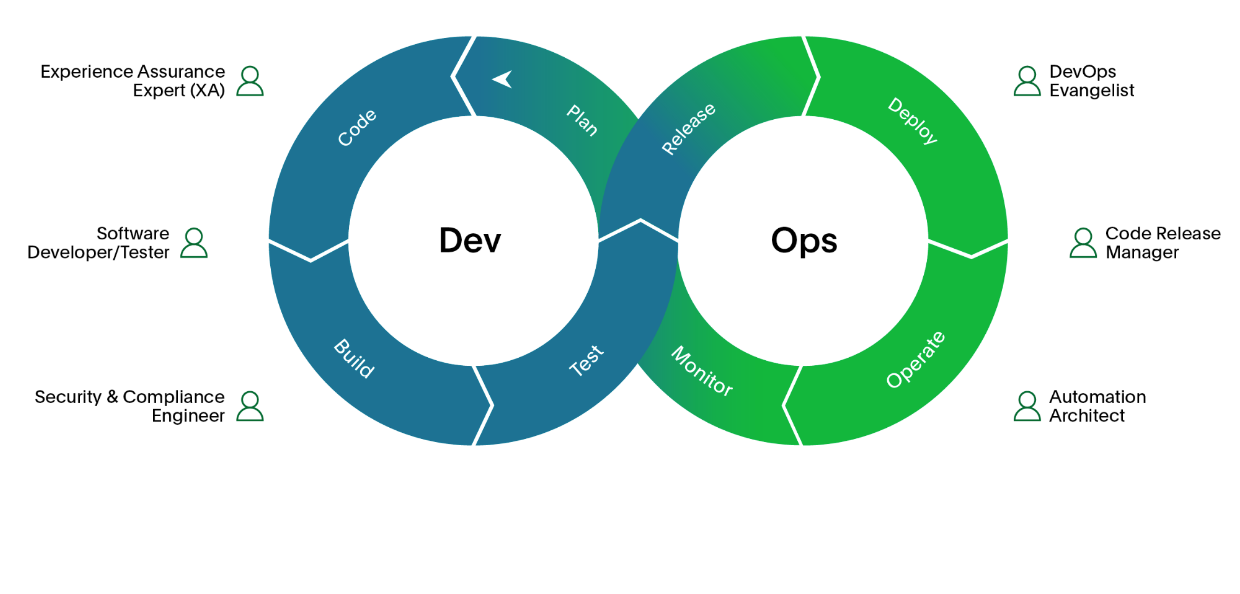 Experience Assurance
Expert (XA)
DevOps
Evangelist
Code
Plan
Release
Deploy
Software
Developer/Tester
Dev
Ops
Code Release
Manager
Build
Test
Monitor
Operate
Security & Compliance
Engineer
Automation
Architect